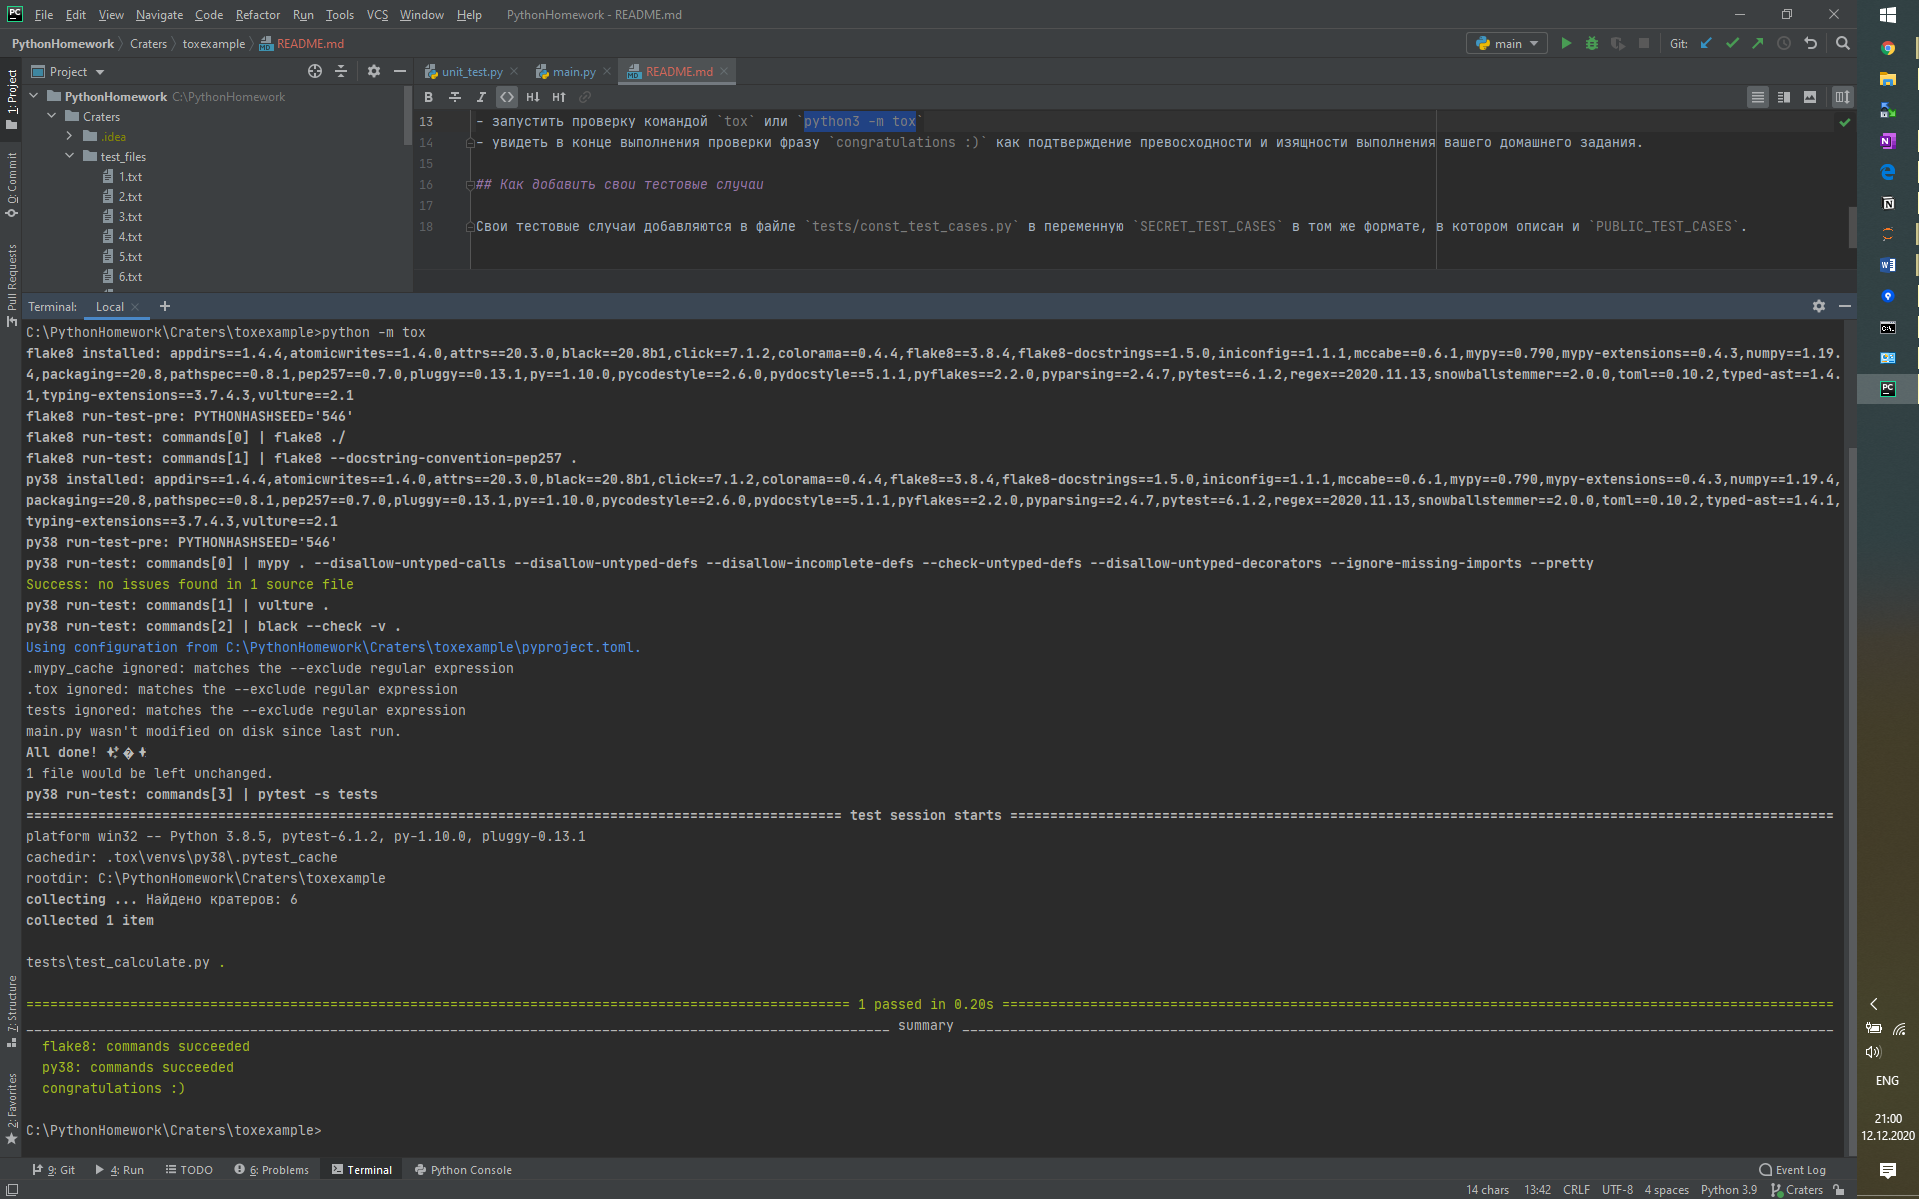 File Edit View Navigate Code Refactor Run Tools VCS Window Help PythonHomework - README.md
PythonHomework Craters toxexample README.md main Git:
Project unit_test.py main.py README.md
1: Project
0: Commit
Pull Requests
7: Structure
2: Favorites
PythonHomework C:\PythonHomework
Craters
.idea
test_files
1.txt
2.txt
3.txt
4.txt
5.txt
6.txt
B I H↓ H↑
13 - запустить проверку командой `tox` или `python3 -m tox`
14 - увидеть в конце выполнения проверки фразу `congratulations :)` как подтверждение превосходности и изящности выполнения вашего домашнего задания.
15
16 ## Как добавить свои тестовые случаи
17
18 Свои тестовые случаи добавляются в файле `tests/const_test_cases.py` в переменную `SECRET_TEST_CASES` в том же формате, в котором описан и `PUBLIC_TEST_CASES`.
Terminal: Local +
C:\PythonHomework\Craters\toxexample>python -m tox
flake8 installed: appdirs==1.4.4,atomicwrites==1.4.0,attrs==20.3.0,black==20.8b1,click==7.1.2,colorama==0.4.4,flake8==3.8.4,flake8-docstrings==1.5.0,iniconfig==1.1.1,mccabe==0.6.1,mypy==0.790,mypy-extensions==0.4.3,numpy==1.19.
4,packaging==20.8,pathspec==0.8.1,pep257==0.7.0,pluggy==0.13.1,py==1.10.0,pycodestyle==2.6.0,pydocstyle==5.1.1,pyflakes==2.2.0,pyparsing==2.4.7,pytest==6.1.2,regex==2020.11.13,snowballstemmer==2.0.0,toml==0.10.2,typed-ast==1.4.
1,typing-extensions==3.7.4.3,vulture==2.1
flake8 run-test-pre: PYTHONHASHSEED='546'
flake8 run-test: commands[0] | flake8 ./
flake8 run-test: commands[1] | flake8 --docstring-convention=pep257 .
py38 installed: appdirs==1.4.4,atomicwrites==1.4.0,attrs==20.3.0,black==20.8b1,click==7.1.2,colorama==0.4.4,flake8==3.8.4,flake8-docstrings==1.5.0,iniconfig==1.1.1,mccabe==0.6.1,mypy==0.790,mypy-extensions==0.4.3,numpy==1.19.4,
packaging==20.8,pathspec==0.8.1,pep257==0.7.0,pluggy==0.13.1,py==1.10.0,pycodestyle==2.6.0,pydocstyle==5.1.1,pyflakes==2.2.0,pyparsing==2.4.7,pytest==6.1.2,regex==2020.11.13,snowballstemmer==2.0.0,toml==0.10.2,typed-ast==1.4.1,
typing-extensions==3.7.4.3,vulture==2.1
py38 run-test-pre: PYTHONHASHSEED='546'
py38 run-test: commands[0] | mypy . --disallow-untyped-calls --disallow-untyped-defs --disallow-incomplete-defs --check-untyped-defs --disallow-untyped-decorators --ignore-missing-imports --pretty
Success: no issues found in 1 source file
py38 run-test: commands[1] | vulture .
py38 run-test: commands[2] | black --check -v .
Using configuration from C:\PythonHomework\Craters\toxexample\pyproject.toml.
.mypy_cache ignored: matches the --exclude regular expression
.tox ignored: matches the --exclude regular expression
tests ignored: matches the --exclude regular expression
main.py wasn't modified on disk since last run.
All done! ✨�✨
1 file would be left unchanged.
py38 run-test: commands[3] | pytest -s tests
test session starts
platform win32 -- Python 3.8.5, pytest-6.1.2, py-1.10.0, pluggy-0.13.1
cachedir: .tox\venvs\py38\.pytest_cache
rootdir: C:\PythonHomework\Craters\toxexample
collecting ... Найдено кратеров: 6
collected 1 item
tests\test_calculate.py .
1 passed in 0.20s
summary
flake8: commands succeeded
py38: commands succeeded
congratulations :)
C:\PythonHomework\Craters\toxexample>
9: Git 4: Run TODO 6: Problems Terminal Python Console Event Log
14 chars 13:42 CRLF UTF-8 4 spaces Python 3.9 Craters
ENG
21:00
12.12.2020